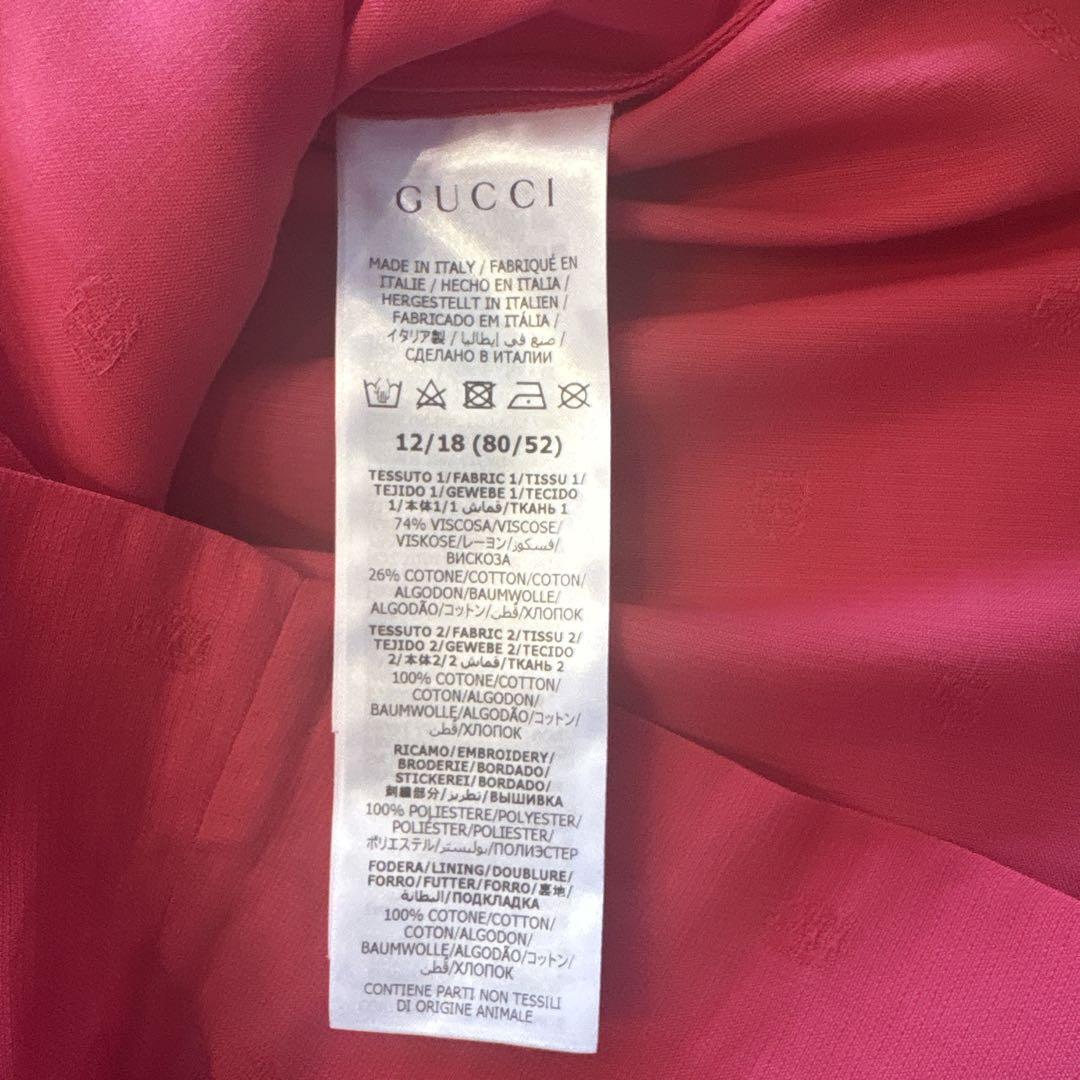 GUCCI
MADE IN ITALY / FABRIQUÉ EN
ITALIE / HECHO EN ITALIA /
HERGESTELLT IN ITALIEN /
FABRICADO EM ITÁLIA /
イタリア製 / صنع في إيطاليا /
СДЕЛАНО В ИТАЛИИ
12/18 (80/52)
TESSUTO 1/FABRIC 1/TISSU 1/
TEJIDO 1/GEWEBE 1/TECIDO
1/本体1/قماش 1/ТКАНЬ 1
74% VISCOSA/VISCOSE/
VISKOSE/レーヨン/فسكوز/
ВИСКОЗА
26% COTONE/COTTON/COTON/
ALGODON/BAUMWOLLE/
ALGODÃO/コットン/قطن/ХЛОПОК
TESSUTO 2/FABRIC 2/TISSU 2/
TEJIDO 2/GEWEBE 2/TECIDO
2/本体2/قماش 2/ТКАНЬ 2
100% COTONE/COTTON/
COTON/ALGODON/
BAUMWOLLE/ALGODÃO/コットン/
قطن/ХЛОПОК
RICAMO/EMBROIDERY/
BRODERIE/BORDADO/
STICKEREI/BORDADO/
刺繍部分/تطريز/ВЫШИВКА
100% POLIESTERE/POLYESTER/
POLIÉSTER/POLIESTER/
ポリエステル/بوليستر/ПОЛИЭСТЕР
FODERA/LINING/DOUBLURE/
FORRO/FUTTER/FORRO/裏地/
البطانة/ПОДКЛАДКА
100% COTONE/COTTON/
COTON/ALGODON/
BAUMWOLLE/ALGODÃO/コットン/
قطن/ХЛОПОК
CONTIENE PARTI NON TESSILI
DI ORIGINE ANIMALE